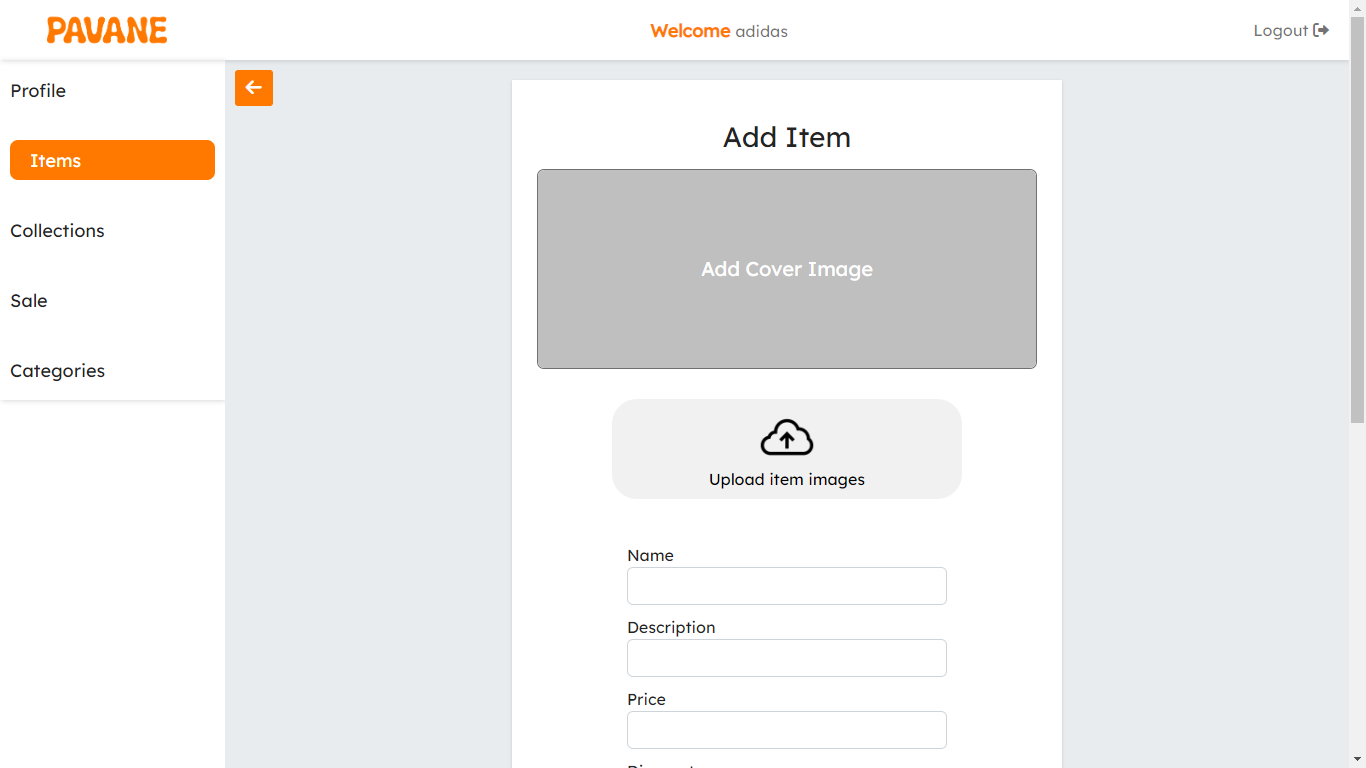 PAVANE
Welcome adidas
Logout
Profile
Items
Collections
Sale
Categories
Add Item
Add Cover Image
Upload item images
Name
Description
Price